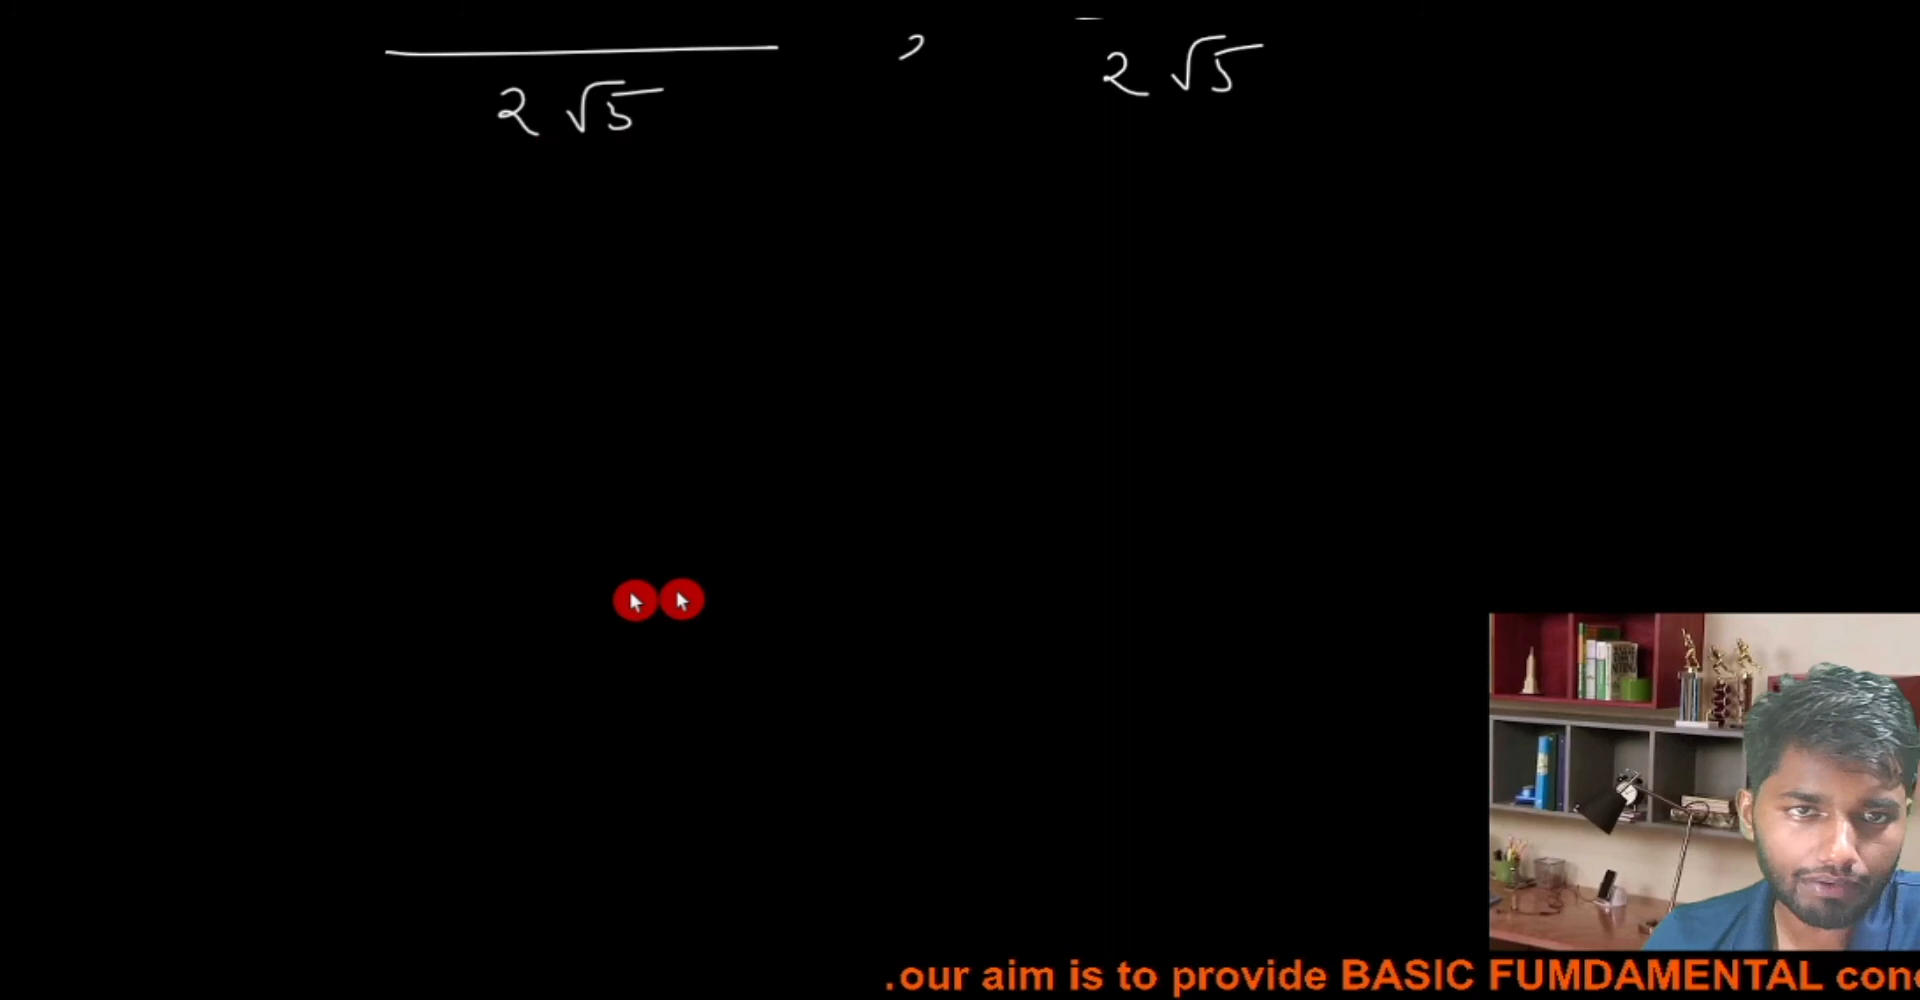 2 √5 , 2 √5
.our aim is to provide BASIC FUMDAMENTAL con